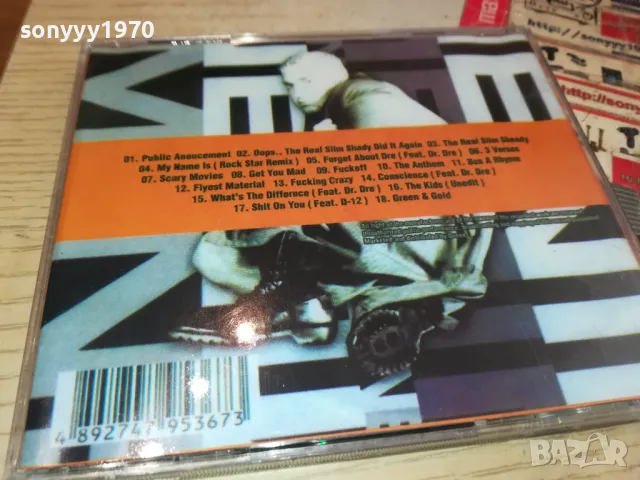 sonyyy1970
01. Public Anoucement 02. Oops.. The Real Slim Shady Did It Again 03. The Real Slim Shady
04. My Name Is ( Rock Star Remix ) 05. Forget About Dre ( Feat. Dr. Dre ) 06. 3 Verses
07. Scary Movies 08. Get You Mad 09. Fuckoff 10. The Anthem 11. Bus A Rhyme
12. Flyest Material 13. Fucking Crazy 14. Conscience ( Feat. Dr. Dre )
15. What's The Difforece ( Feat. Dr. Dre ) 16. The Kids ( Unedit )
17. Shit On You ( Feat. D-12 ) 18. Green & Gold
4 892747 953673
BAZAR
bg